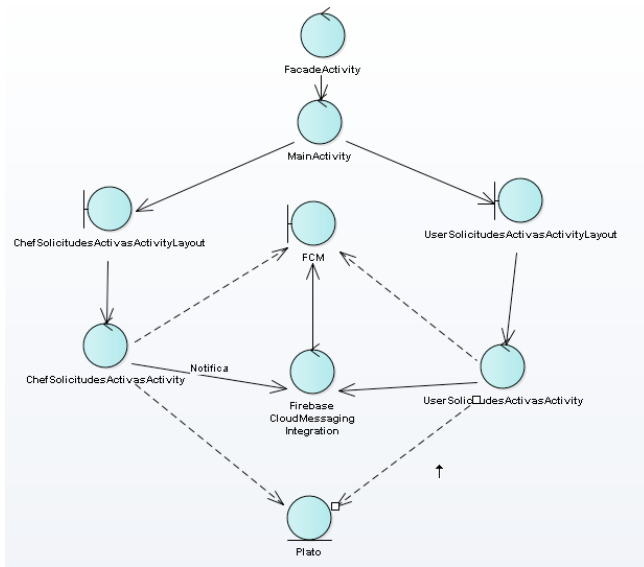 FacadeActivity
MainActivity
ChefSolicitudesActivasActivityLayout
UserSolicitudesActivasActivityLayout
FCM
Notifica
ChefSolicitudesActivasActivity
Firebase
CloudMessaging
Integration
UserSolicitudesActivasActivity
Plato